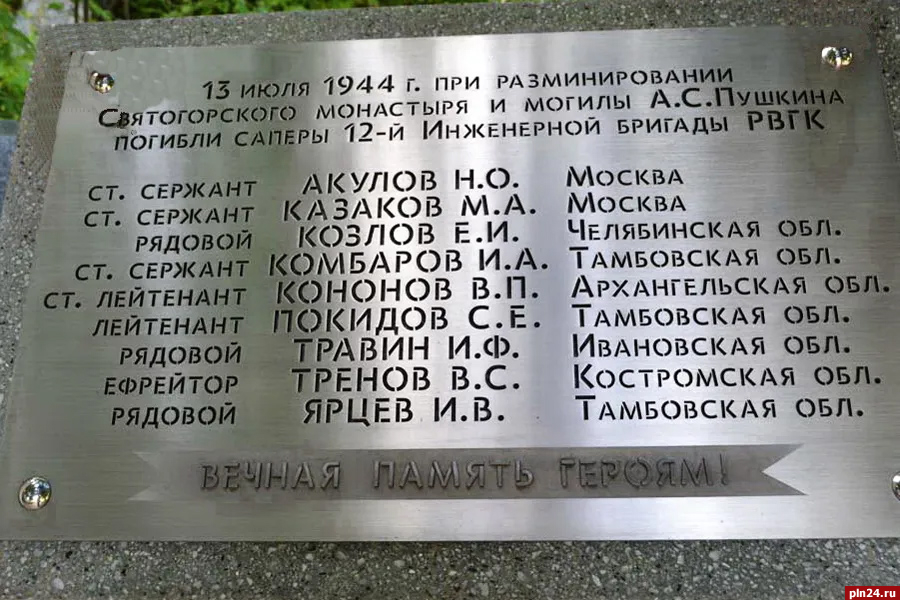 13 июля 1944 г. при разминировании
Святогорского монастыря и могилы А.С.Пушкина
погибли саперы 12-й Инженерной бригады РВГК
ст. сержант АКУЛОВ Н.О. Москва
ст. сержант КАЗАКОВ М.А. Москва
рядовой КОЗЛОВ Е.И. Челябинская обл.
ст. сержант КОМБАРОВ И.А. Тамбовская обл.
ст. лейтенант КОНОНОВ В.П. Архангельская обл.
лейтенант ПОКИДОВ С.Е. Тамбовская обл.
рядовой ТРАВИН И.Ф. Ивановская обл.
ефрейтор ТРЕНОВ В.С. Костромская обл.
рядовой ЯРЦЕВ И.В. Тамбовская обл.
ВЕЧНАЯ ПАМЯТЬ ГЕРОЯМ!
pln24.ru